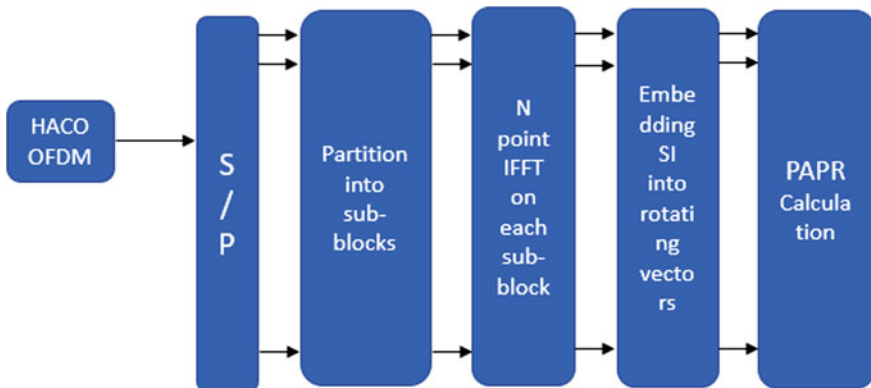 HACO
OFDM
S
/
P
Partition
into
sub-
blocks
N
point
IFFT
on
each
sub-
block
Embe
dding
SI
into
rotati
ng
vecto
rs
PAPR
Calcula
tion